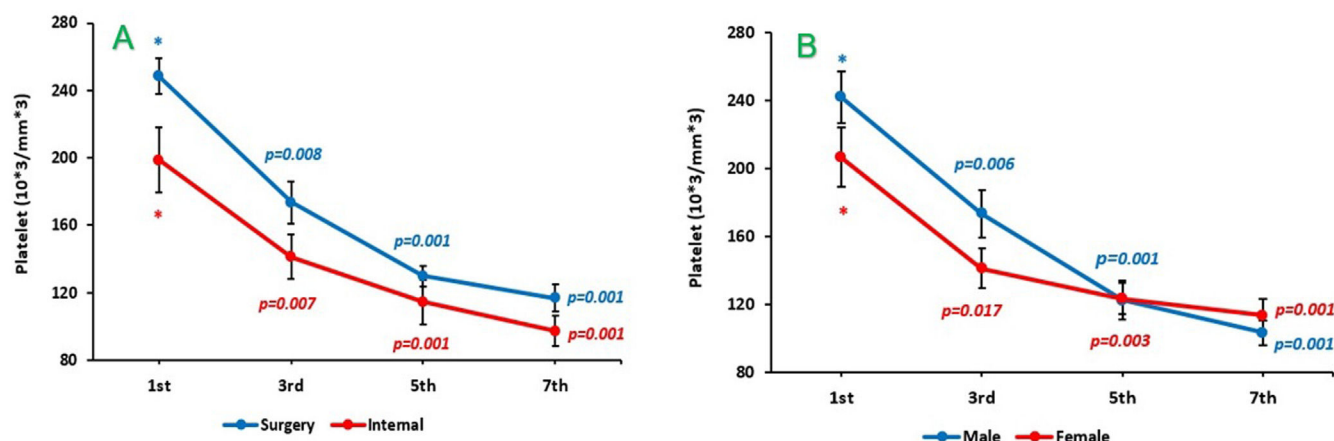 A
Platelet (10*3/mm*3)
280
240
200
160
120
80
*
*
p=0.008
p=0.007
p=0.001
p=0.001
p=0.001
p=0.001
1st 3rd 5th 7th
Surgery Internal
B
Platelet (10*3/mm*3)
280
240
200
160
120
80
*
*
p=0.006
p=0.017
p=0.001
p=0.003
p=0.001
p=0.001
1st 3rd 5th 7th
Male Female